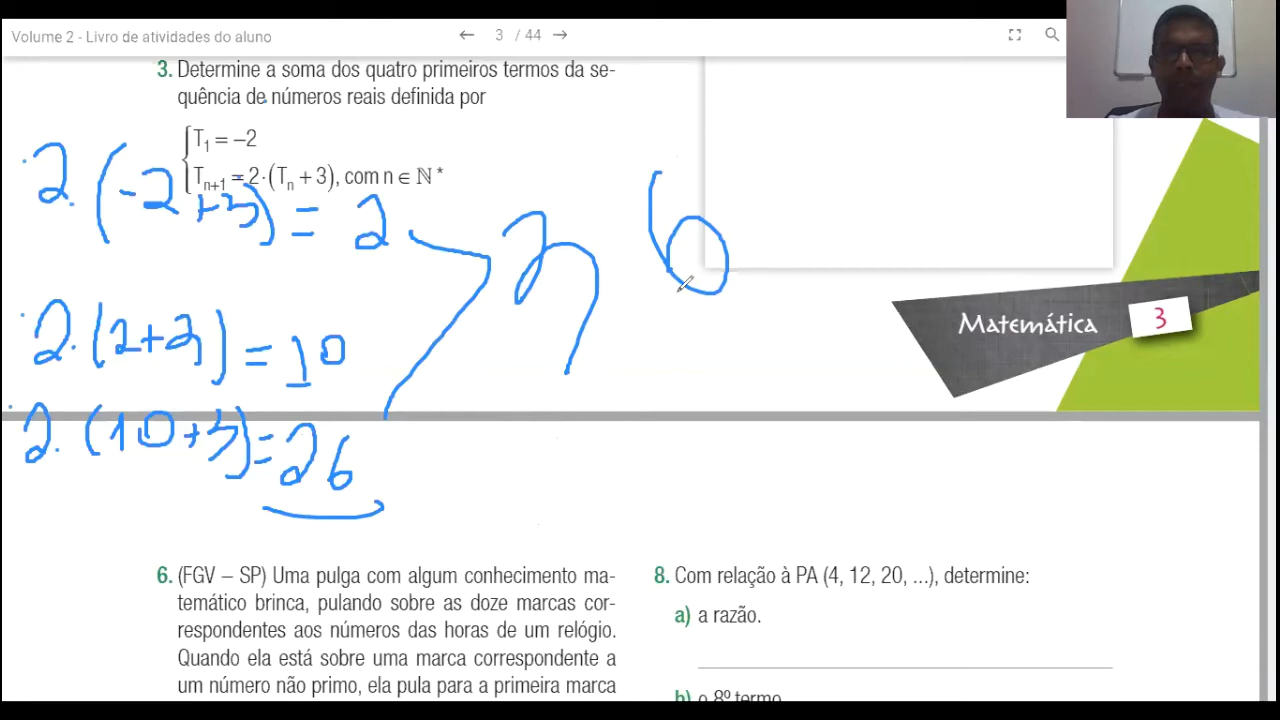 Volume 2 - Livro de atividades do aluno
3 / 44
3. Determine a soma dos quatro primeiros termos da se-
quência de números reais definida por
T1 = −2
Tn+1 = 2·(Tn + 3), com n ∈ ℕ *
2. (-2+3) = 2
2. (2+3) = 10
2. (10+3) = 26
36
Matemática 3
6. (FGV – SP) Uma pulga com algum conhecimento ma-
temático brinca, pulando sobre as doze marcas cor-
respondentes aos números das horas de um relógio.
Quando ela está sobre uma marca correspondente a
um número não primo, ela pula para a primeira marca
8. Com relação à PA (4, 12, 20, ...), determine:
a) a razão.
b) o 8º termo